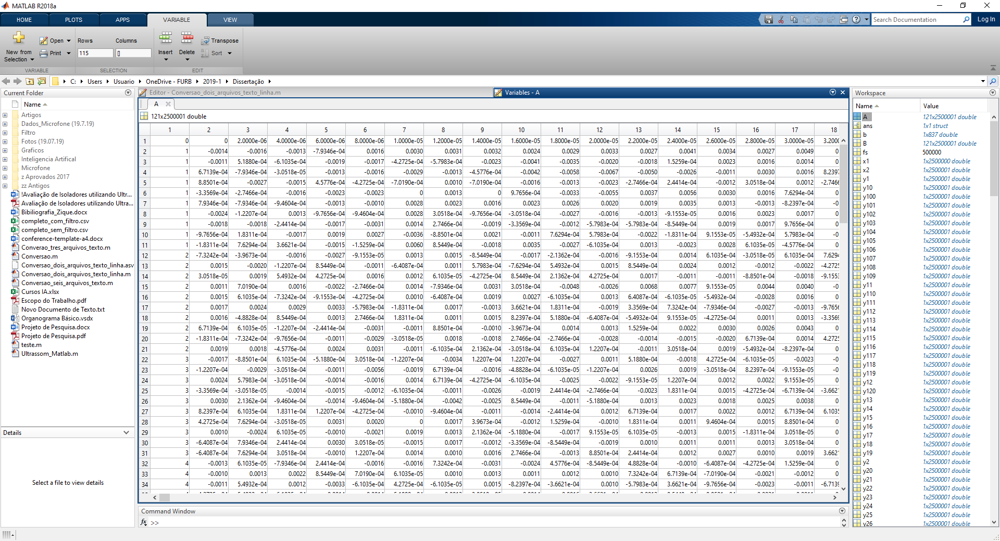 MATLAB R2018a
HOME PLOTS APPS VARIABLE VIEW
Search Documentation
Log In
New from Selection
Open
Print
Rows Columns
115 []
Insert Delete
Transpose
Sort
VARIABLE SELECTION EDIT
C: Users Usuario OneDrive - FURB 2019-1 Dissertação
Current Folder
Name
Artigos
Dados_Microfone (19.7.19)
Filtro
Fotos (19.07.19)
Graficos
Inteligencia Artifical
Microfone
z Aprovados 2017
zz Antigos
!Avaliação de Isoladores utilizando Ultr...
Avaliação de Isoladores utilizando Ultra...
Bibiliografia_Zique.docx
completo_com_filtro.csv
completo_sem_filtro.csv
conference-template-a4.docx
Converao_tres_arquivos_texto.m
Conversao.m
Conversao_dois_arquivos_texto_linha.asv
Conversao_dois_arquivos_texto_linha.m
Conversao_seis_arquivos_texto.m
Cursos IA.xlsx
Escopo do Trabalho.pdf
Novo Documento de Texto.txt
Organograma Básico.vsdx
Projeto de Pesquisa.docx
Projeto de Pesquisa.pdf
teste.m
Ultrassom_Matlab.m
Details
Select a file to view details
Editor - Conversao_dois_arquivos_texto_linha.m
Variables - A
A
121x2500001 double
1 2 3 4 5 6 7 8 9 10 11 12 13 14 15 16 17 18
1 0 0 2.0000e-06 4.0000e-06 6.0000e-06 8.0000e-06 1.0000e-05 1.2000e-05 1.4000e-05 1.6000e-05 1.8000e-05 2.0000e-05 2.2000e-05 2.4000e-05 2.6000e-05 2.8000e-05 3.0000e-05 3.2000
2 1 -0.0014 -0.0016 -0.0013 -7.9346e-04 0.0016 0.0030 0.0031 0.0032 0.0024 0.0029 0.0033 0.0027 0.0041 0.0034 0.0027 0.0049 0
3 1 -0.0011 5.1880e-04 -6.1035e-04 -0.0019 -0.0017 -4.2725e-04 -5.7983e-04 -0.0023 -0.0041 -0.0035 -0.0020 -0.0018 1.5259e-04 0.0023 0.0016 0.0014 0
4 1 6.7139e-04 -7.9346e-04 -3.0518e-05 -0.0013 -0.0016 -0.0029 -0.0013 -4.5776e-04 -0.0042 -0.0058 -0.0067 -0.0050 -0.0026 -0.0011 0.0030 0.0016 8.2397
5 1 8.8501e-04 -0.0027 -0.0015 4.5776e-04 -4.2725e-04 -7.0190e-04 0.0010 -7.0190e-04 -0.0016 -0.0013 -0.0023 -2.7466e-04 2.4414e-04 -0.0012 3.0518e-04 0.0012 -2.7466
6 1 -3.3569e-04 -2.7466e-04 -0.0016 -0.0023 -0.0023 0 0.0013 0 9.7656e-04 -0.0033 -0.0055 0.0037 0.0056 0.0030 0.0016 7.6294e-04 0
7 1 7.9346e-04 -7.9346e-04 -9.4604e-04 -0.0013 -0.0010 0.0028 0.0023 0.0016 0.0023 0.0026 0.0020 0.0019 0.0035 0.0013 -0.0013 -8.2397e-04 -0
8 1 -0.0024 -1.2207e-04 0.0013 -9.7656e-04 -9.4604e-04 0.0028 3.0518e-04 -9.7656e-04 -3.0518e-04 -0.0027 -0.0016 -0.0013 -9.1553e-05 0.0016 0.0023 0.0017 0
9 1 -0.0018 -0.0018 -2.4414e-04 -0.0017 -0.0031 0.0014 2.7466e-04 -0.0019 -3.3569e-04 -0.0012 -5.7983e-04 -5.7983e-04 -8.5449e-04 0.0019 0.0017 9.7656e-04 0
10 1 -9.7656e-04 1.8311e-04 -0.0017 0.0019 0.0027 -0.0036 -8.8501e-04 0.0021 -0.0011 7.6294e-04 5.7983e-04 -0.0022 -1.8311e-04 9.1553e-05 -5.4932e-04 5.7983e-04 0
11 1 -1.8311e-04 7.6294e-04 3.6621e-04 -0.0015 -1.5259e-04 0.0060 8.5449e-04 -0.0018 0.0035 -0.0027 -6.1035e-04 0.0013 -0.0023 0.0028 6.1035e-05 -4.5776e-04 0
12 2 -7.3242e-04 -3.9673e-04 -0.0016 -0.0027 -9.1553e-05 0.0013 0.0015 -8.5449e-04 -0.0017 -2.1362e-04 -0.0016 -9.1553e-04 0.0014 6.1035e-04 -3.0518e-05 6.1035e-04 7.6294
13 2 0.0015 -0.0020 -1.2207e-04 8.5449e-04 -0.0011 -6.4087e-04 0.0011 5.7983e-04 -7.6294e-04 5.4932e-04 0.0015 8.5449e-04 0.0024 0.0012 -0.0012 -0.0022 -4.2725
14 2 3.0518e-05 0.0019 5.4932e-04 4.2725e-04 0.0016 0.0012 6.1035e-05 -4.2725e-04 8.5449e-04 2.1362e-04 4.2725e-04 0.0017 -0.0011 -0.0011 -8.8501e-04 -0.0018 -9.1553
15 2 0.0011 7.0190e-04 0.0016 -0.0022 -2.7466e-04 0.0014 -7.9346e-04 0.0031 3.0518e-04 -0.0048 -0.0026 0.0068 0.0077 9.1553e-05 0.0044 0.0040 -0
16 2 0.0015 6.1035e-04 -7.3242e-04 -9.1553e-04 -4.2725e-04 0.0010 -6.4087e-04 0.0019 0.0027 -6.1035e-04 0.0013 6.4087e-04 -6.1035e-05 -5.4932e-04 -0.0028 0.0016 0
17 2 0.0017 0.0024 0.0029 0.0033 -5.7983e-04 -1.8311e-04 0.0017 -0.0013 3.6621e-04 1.8311e-04 -0.0019 3.3569e-04 7.3242e-04 -7.9346e-04 -0.0027 -0.0013 -9.7656
18 2 0.0016 -4.8828e-04 8.5449e-04 0.0013 2.7466e-04 1.8311e-04 0.0011 0.0015 8.2397e-04 5.1880e-04 -6.4087e-04 -5.4932e-04 9.1553e-05 -4.2725e-04 0.0011 0.0013 -3.3569
19 2 6.7139e-04 6.1035e-05 -1.2207e-04 -2.4414e-04 -0.0031 -0.0011 8.8501e-04 -0.0010 -3.9673e-04 0.0014 0.0013 1.5259e-04 0.0022 0.0030 0.0026 0.0043 0
20 2 -1.8311e-04 -7.3242e-04 -9.7656e-04 -0.0011 -0.0029 -3.0518e-05 0.0018 -0.0018 2.7466e-04 -2.7466e-04 -0.0028 -0.0014 -0.0015 -0.0020 6.7139e-04 0.0014 4.2725
21 2 0.0019 0.0018 -4.5776e-04 0.0024 0.0031 -0.0011 -6.1035e-04 2.1362e-04 -3.0518e-04 6.1035e-04 1.2207e-04 -0.0011 3.0518e-04 0.0019 -5.4932e-04 -8.2397e-04 0
22 3 -0.0017 -8.8501e-04 6.1035e-04 -5.1880e-04 3.0518e-04 -1.2207e-04 -0.0034 1.2207e-04 1.2207e-04 -0.0027 0.0011 5.1880e-04 -0.0018 4.2725e-04 -6.1035e-05 -0.0023 -0
23 3 -1.2207e-04 -0.0029 -3.0518e-04 -0.0011 -0.0056 -0.0019 6.7139e-04 -0.0016 -4.8828e-04 -6.1035e-05 -1.2207e-04 0.0026 0.0019 -3.0518e-04 8.2397e-04 -9.1553e-05 -0
24 3 0.0024 5.7983e-04 -3.0518e-04 -0.0014 -0.0016 0.0014 6.7139e-04 -4.2725e-04 -6.1035e-04 -0.0025 -0.0022 -9.1553e-05 1.2207e-04 0.0012 0.0022 9.1553e-05 0
25 3 -3.3569e-04 -3.0518e-05 -0.0014 -0.0015 -0.0012 -6.1035e-04 -0.0011 -0.0026 -0.0019 2.4414e-04 -2.7466e-04 -0.0023 1.8311e-04 0.0015 -4.2725e-04 -6.7139e-04 -3.6621
26 3 0.0030 2.1362e-04 -9.4604e-04 -0.0014 -9.4604e-04 -5.1880e-04 -0.0042 -0.0025 8.5449e-04 -0.0011 -5.1880e-04 0.0013 0.0023 0.0018 0.0025 0.0038 0
27 3 8.2397e-04 6.1035e-04 1.8311e-04 1.2207e-04 -4.2725e-04 -0.0010 -9.4604e-04 -0.0011 -0.0014 -2.4414e-04 0.0012 6.7139e-04 0.0017 0.0022 0.0012 6.7139e-04 6.1035
28 3 4.2725e-04 7.6294e-04 -3.0518e-05 0.0031 0.0020 0 0.0017 3.9673e-04 -0.0012 1.5259e-04 -0.0010 1.8311e-04 0.0011 9.4604e-04 0.0015 8.8501e-04 0
29 3 0.0010 -0.0024 6.1035e-05 -0.0010 -0.0021 0.0019 0.0013 2.1362e-04 -5.1880e-04 -0.0017 9.1553e-05 6.1035e-05 -0.0013 0.0015 -1.8311e-04 3.0518e-05 0
30 3 -6.4087e-04 7.9346e-04 2.4414e-04 0.0030 3.0518e-05 -0.0015 0.0017 -0.0012 -3.3569e-04 -8.5449e-04 -0.0019 0.0010 0.0011 0.0011 0.0013 3.0518e-04 0
31 3 -6.4087e-04 7.6294e-04 3.0518e-04 -0.0010 1.2207e-04 0.0014 0.0010 0.0016 2.7466e-04 -0.0013 8.8501e-04 2.4414e-04 0.0012 0.0027 0.0010 0.0019 3.6621
32 4 -0.0013 6.1035e-05 -7.9346e-04 2.4414e-04 -0.0016 -0.0016 7.3242e-04 -0.0031 -0.0024 4.5776e-04 -8.5449e-04 4.8828e-04 -0.0010 -6.4087e-04 -4.2725e-04 1.5259e-04 0
33 4 -0.0010 0.0013 0.0022 8.5449e-04 7.0190e-04 6.1035e-05 0.0010 0.0013 0.0011 0.0012 0.0010 7.3242e-04 6.7139e-04 -7.0190e-04 -0.0021 -0.0012 0
34 4 -0.0011 5.4932e-04 0.0012 -0.0033 -6.1035e-04 4.2725e-04 -6.1035e-05 0.0015 -8.2397e-04 -3.6621e-04 0.0010 -5.7983e-04 3.6621e-04 -9.7656e-04 -0.0023 -0.0011 -6.7139
Command Window
fx >>
Workspace
Name Value
A 121x2500001 double
ans 1x1 struct
b 1x837 double
B 121x2500001 double
fs 500000
x1 1x2500000 double
x2 1x2500001 double
y1 1x2500001 double
y10 1x2500001 double
y100 1x2500001 double
y101 1x2500001 double
y102 1x2500001 double
y103 1x2500001 double
y104 1x2500001 double
y105 1x2500001 double
y106 1x2500001 double
y107 1x2500001 double
y108 1x2500001 double
y109 1x2500001 double
y11 1x2500001 double
y110 1x2500001 double
y111 1x2500001 double
y112 1x2500001 double
y113 1x2500001 double
y114 1x2500001 double
y115 1x2500001 double
y116 1x2500001 double
y117 1x2500001 double
y118 1x2500001 double
y119 1x2500001 double
y12 1x2500001 double
y120 1x2500001 double
y13 1x2500001 double
y14 1x2500001 double
y15 1x2500001 double
y16 1x2500001 double
y17 1x2500001 double
y18 1x2500001 double
y19 1x2500001 double
y2 1x2500001 double
y20 1x2500001 double
y21 1x2500001 double
y22 1x2500001 double
y23 1x2500001 double
y24 1x2500001 double
y25 1x2500001 double
y26 1x2500001 double